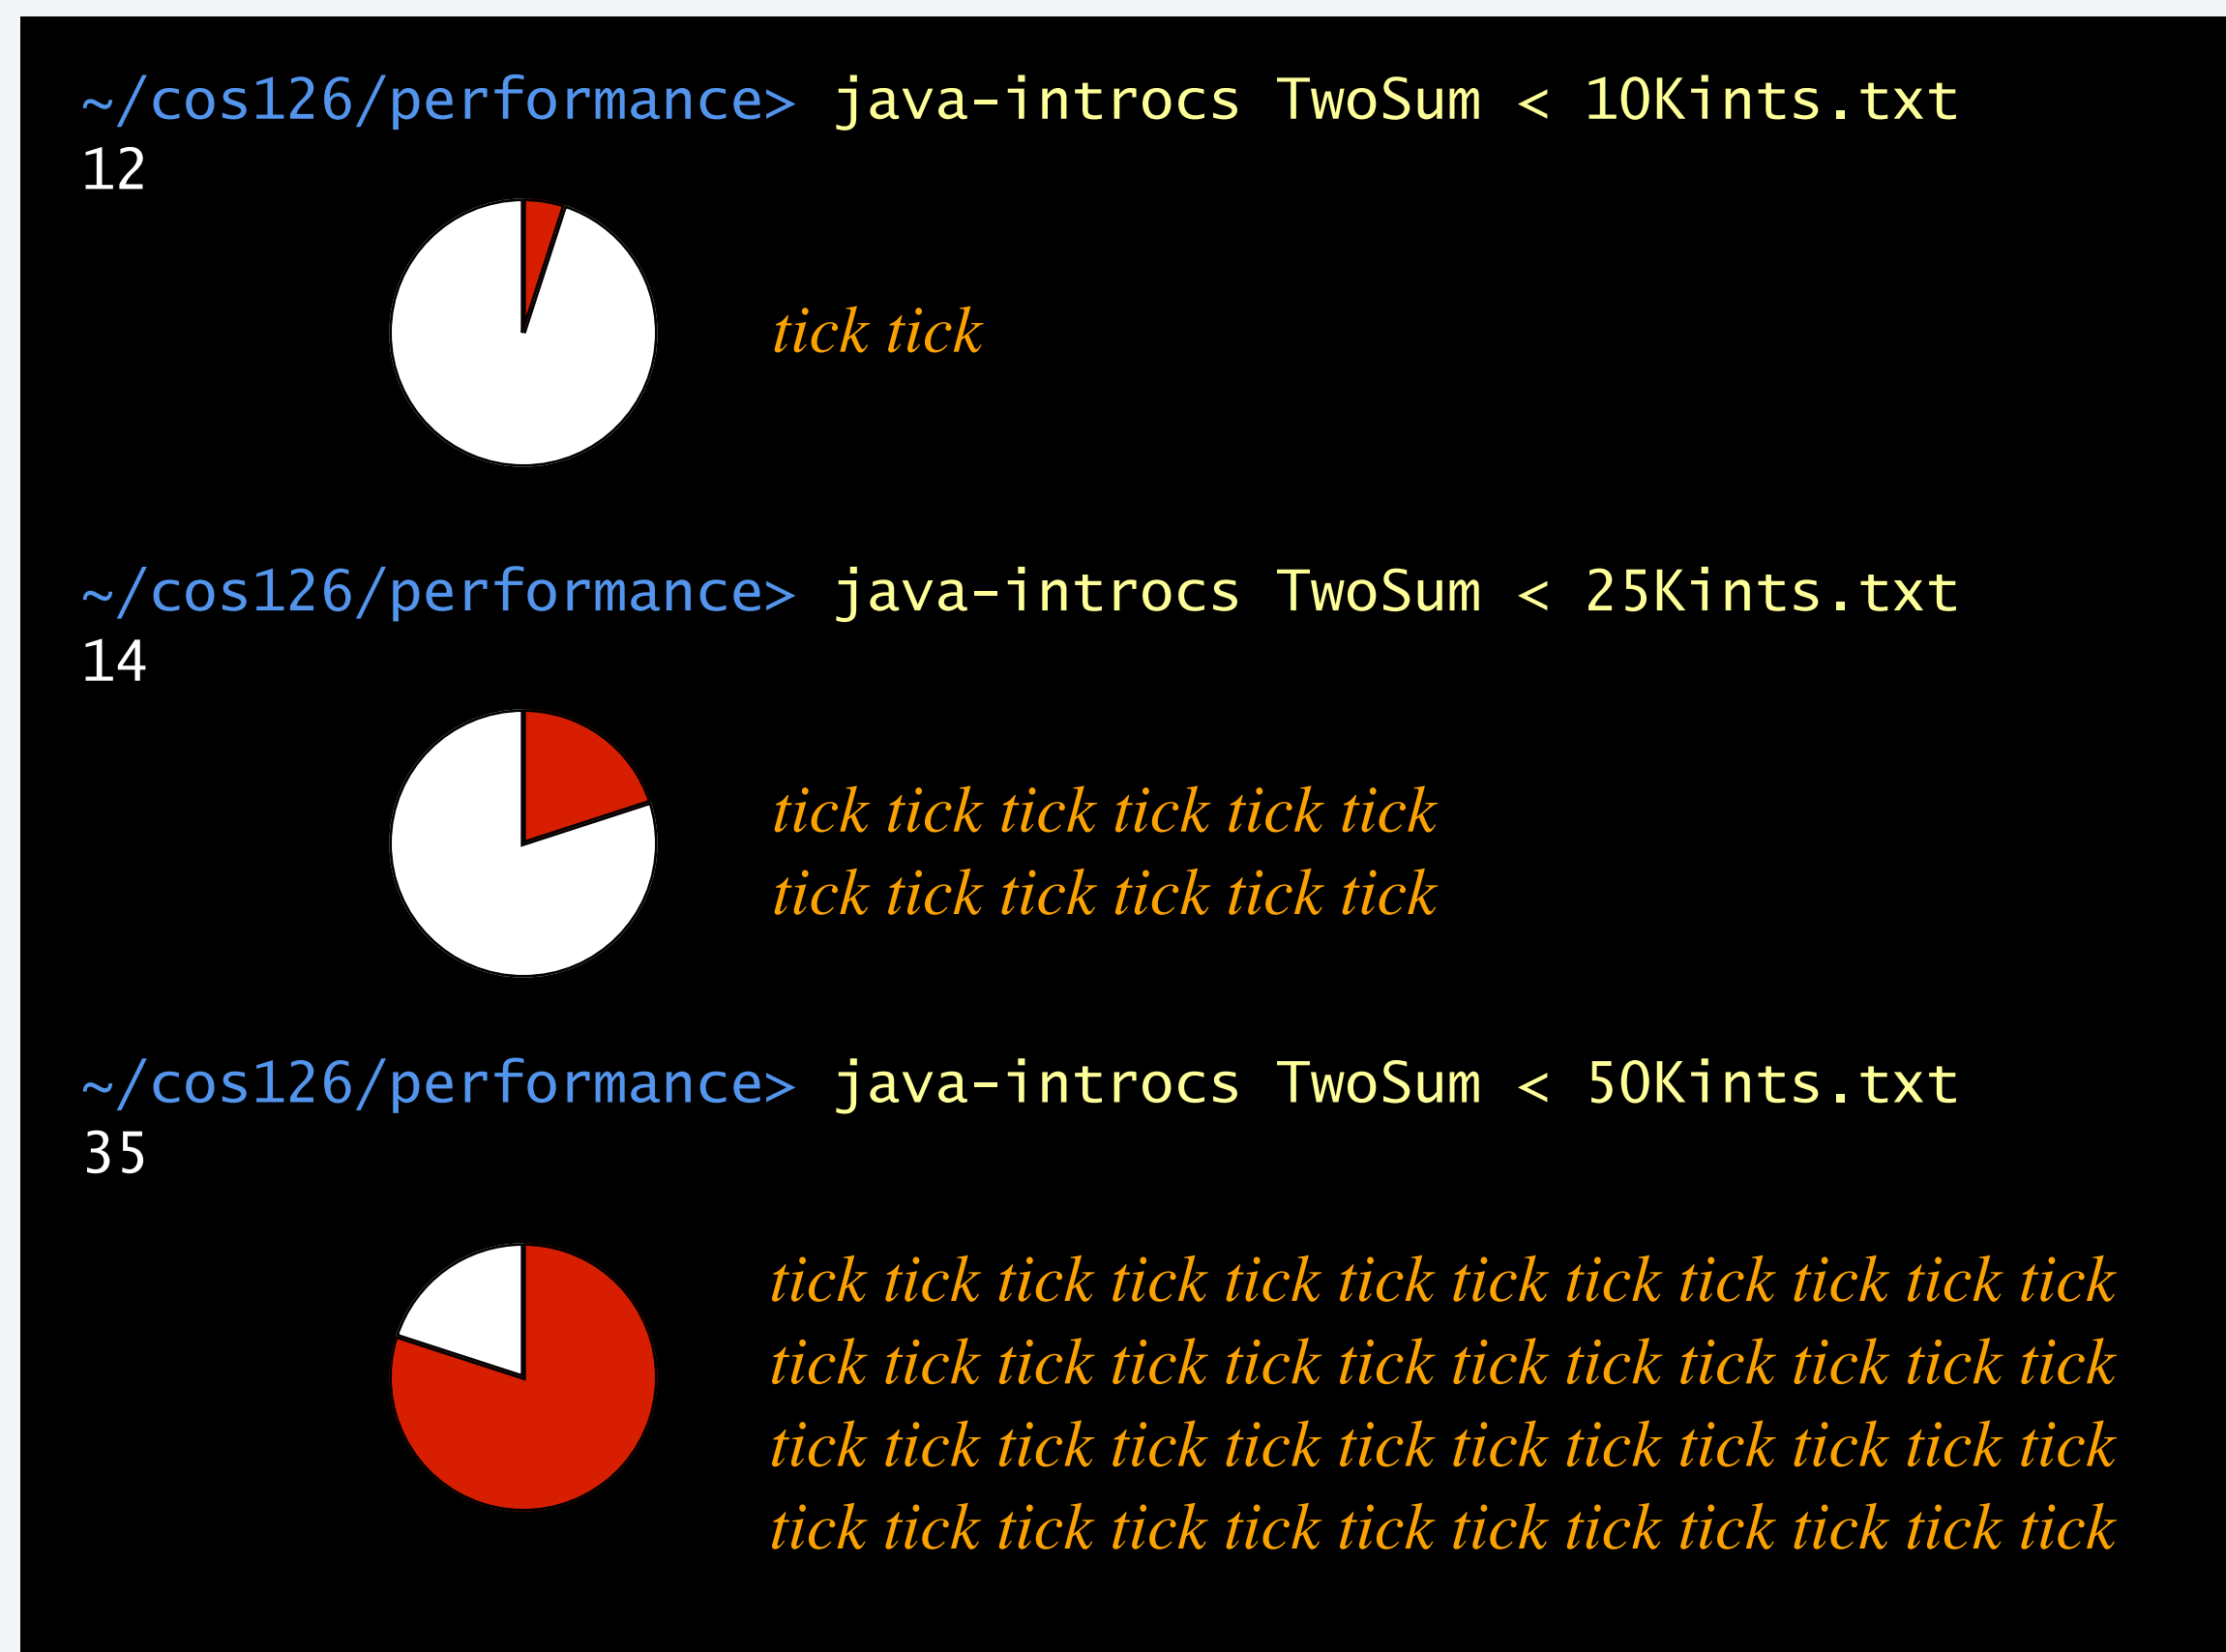 ~/cos126/performance> java-introcs TwoSum < 10Kints.txt
12
tick tick
~/cos126/performance> java-introcs TwoSum < 25Kints.txt
14
tick tick tick tick tick tick
tick tick tick tick tick tick
~/cos126/performance> java-introcs TwoSum < 50Kints.txt
35
tick tick tick tick tick tick tick tick tick tick tick tick
tick tick tick tick tick tick tick tick tick tick tick tick
tick tick tick tick tick tick tick tick tick tick tick tick
tick tick tick tick tick tick tick tick tick tick tick tick